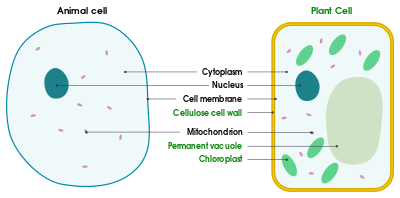 Animal cell
Plant Cell
Cytoplasm
Nucleus
Cell membrane
Cellulose cell wall
Mitochondrion
Permanent vacuole
Chloroplast